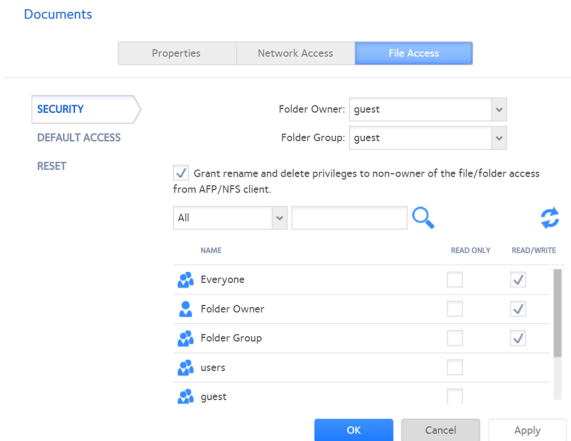 Documents
Properties Network Access File Access
SECURITY
DEFAULT ACCESS
RESET
Folder Owner: guest
Folder Group: guest
Grant rename and delete privileges to non-owner of the file/folder access
from AFP/NFS client.
All
NAME READ ONLY READ/WRITE
Everyone
Folder Owner
Folder Group
users
guest
OK Cancel Apply